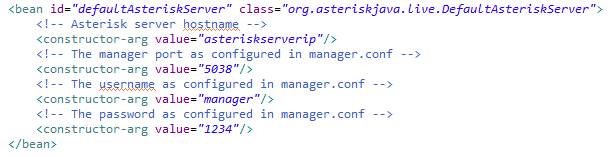 <bean id="defaultAsteriskServer" class="org.asteriskjava.live.DefaultAsteriskServer">
<!-- Asterisk server hostname -->
<constructor-arg value="asteriskserverip"/>
<!-- The manager port as configured in manager.conf -->
<constructor-arg value="5038"/>
<!-- The username as configured in manager.conf -->
<constructor-arg value="manager"/>
<!-- The password as configured in manager.conf -->
<constructor-arg value="1234"/>
</bean>